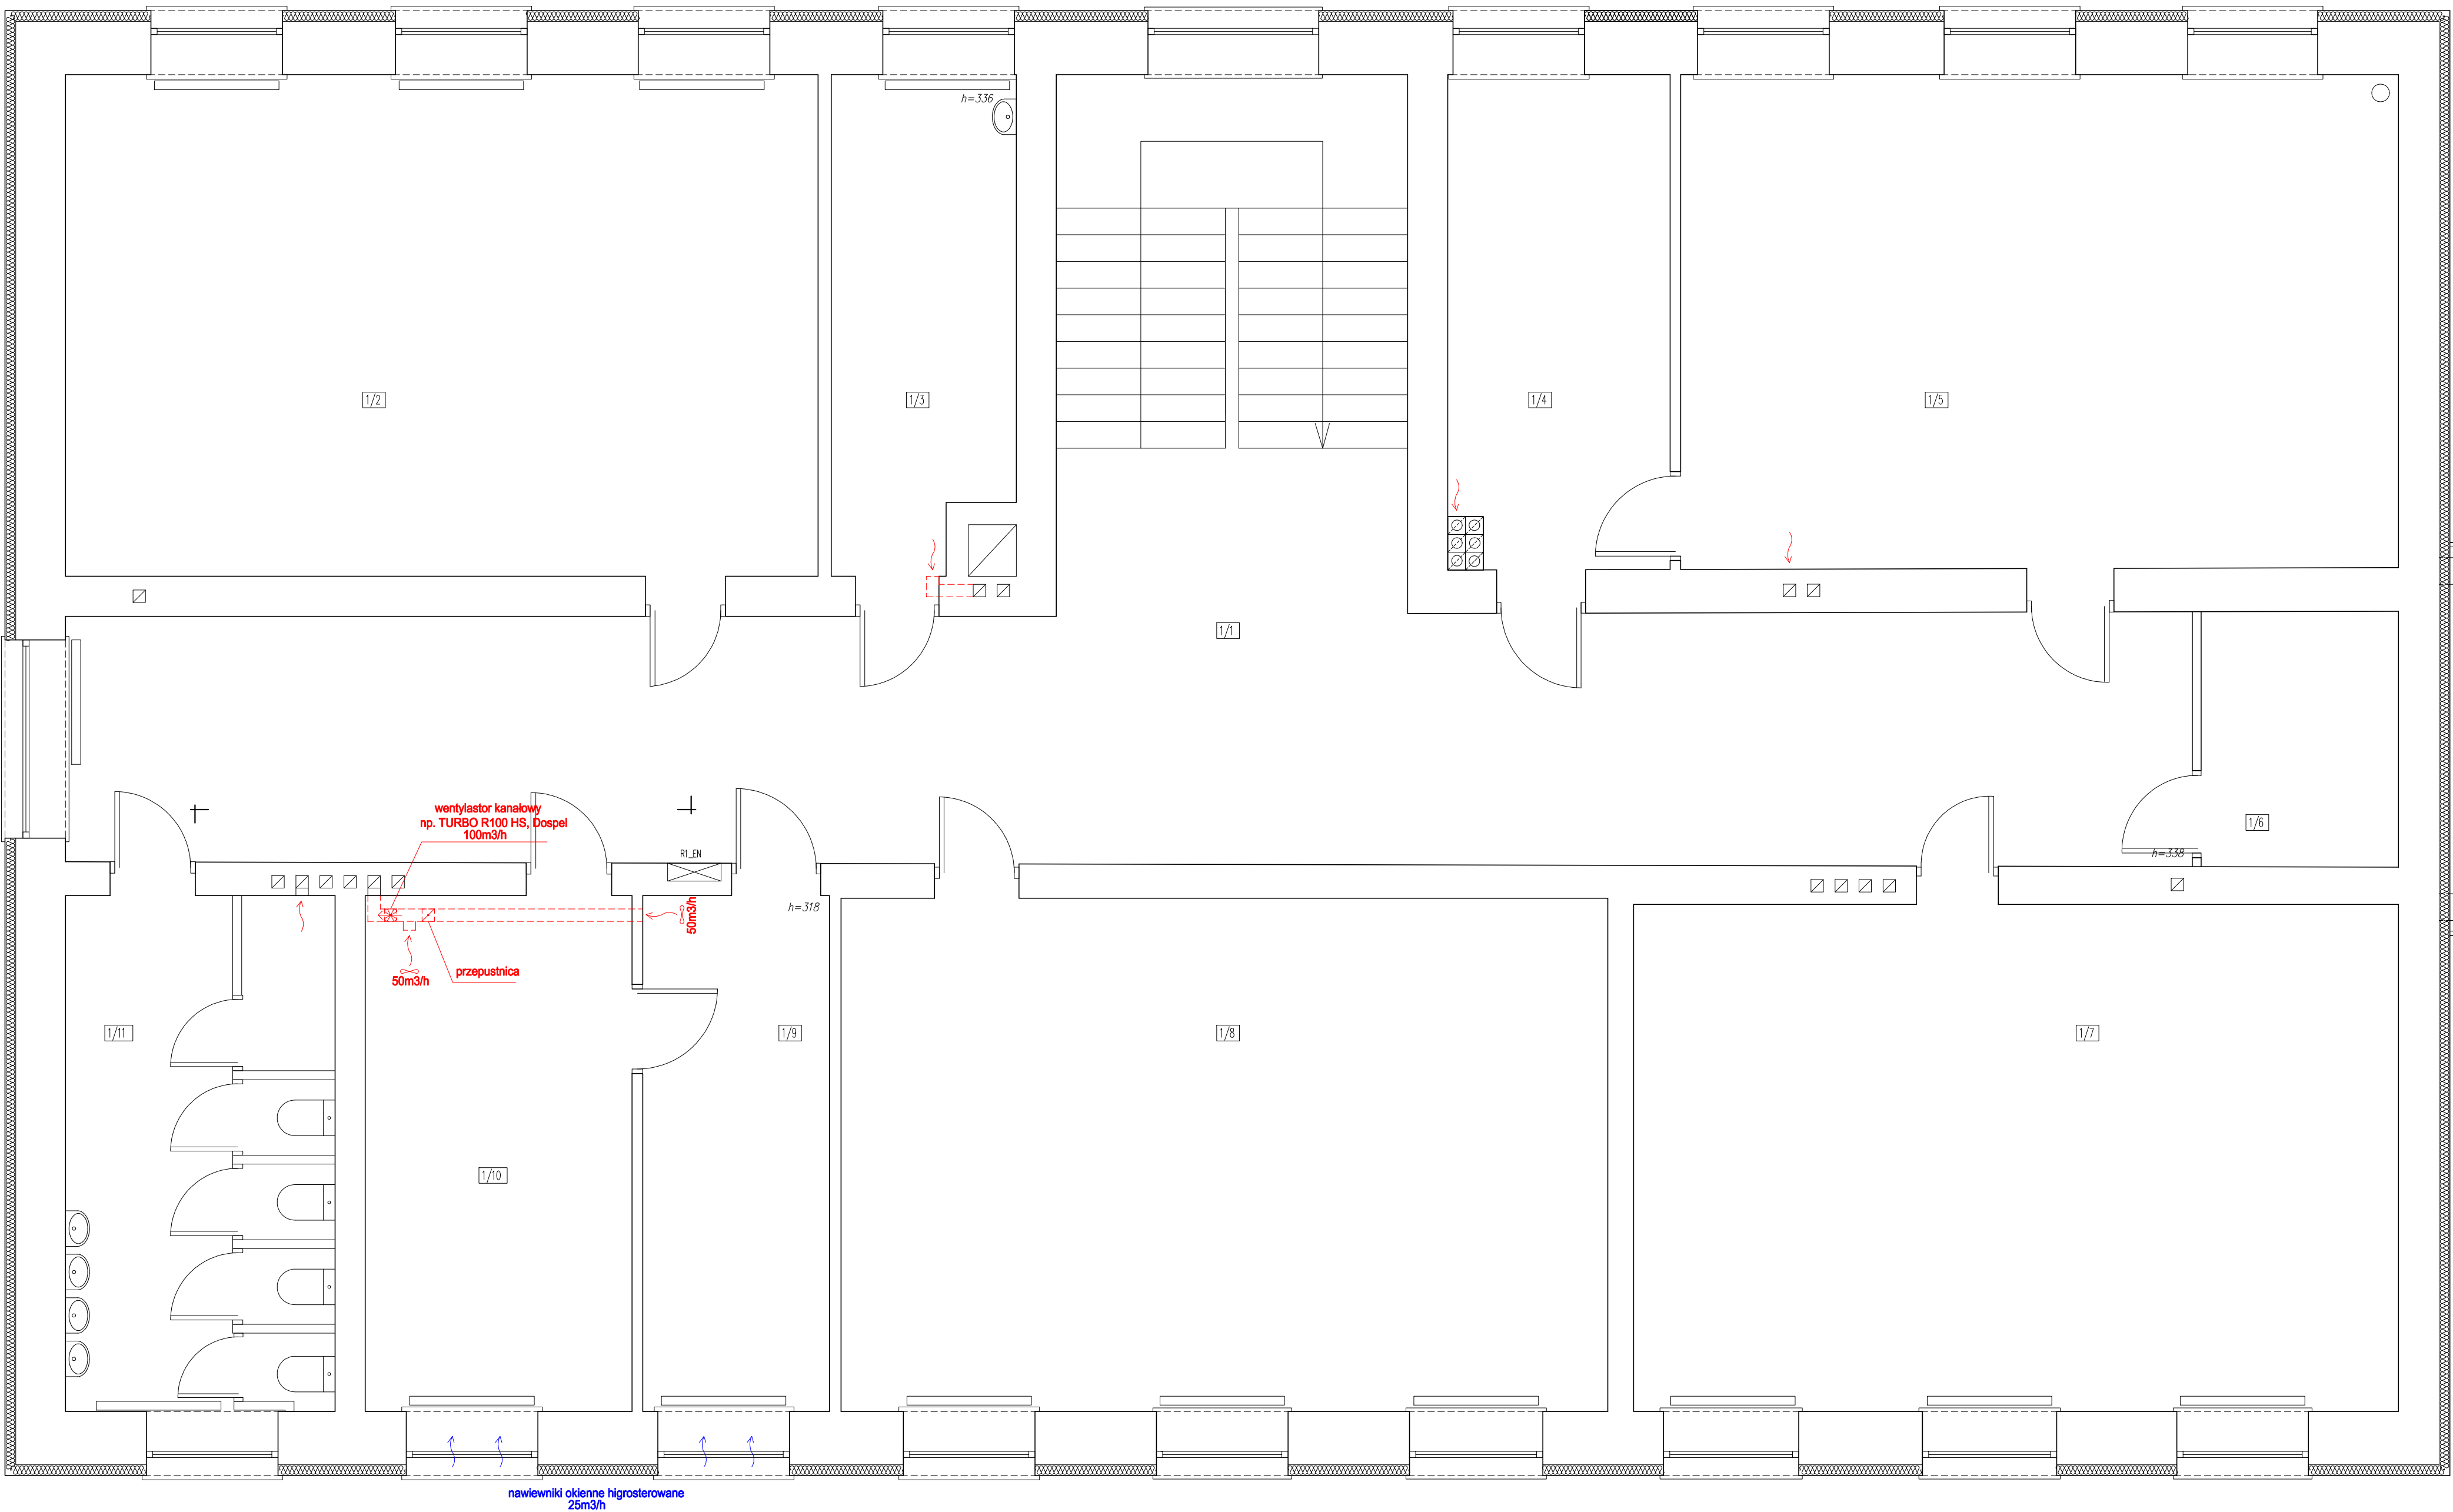 h=336
1/2
1/3
1/4
1/5
1/1
wentylastor kanałowy
np. TURBO R100 HS, Dospel
100m3/h
R1_EN
1/6
h=338
h=318
50m3/h
przepustnica
50m3/h
1/11
1/9
1/8
1/7
1/10
nawiewniki okienne higrosterowane
25m3/h